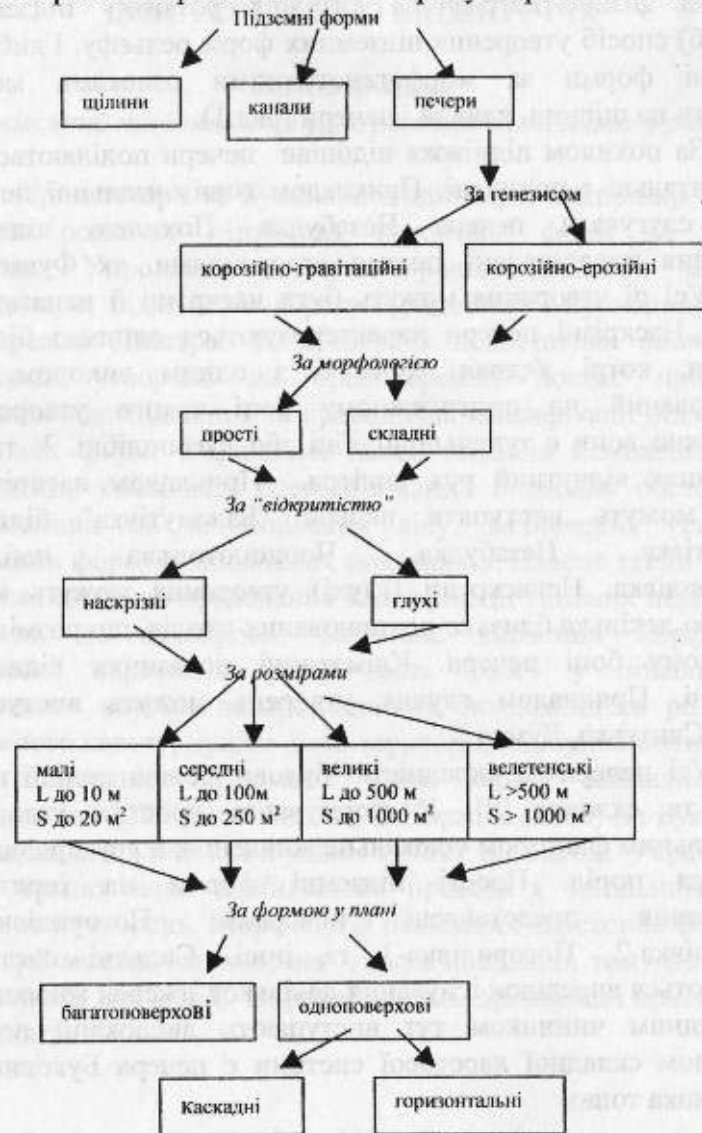 Підземні форми
щілини
канали
печери
За генезисом
корозійно-гравітаційні
корозійно-ерозійні
За морфологією
прості
складні
За "відкритістю"
наскрізні
глухі
За розмірами
малі
L до 10 м
S до 20 м²
середні
L до 100м
S до 250 м²
великі
L до 500 м
S до 1000 м²
велетенські
L >500 м
S > 1000 м²
За формою у плані
багатоповерхові
одноповерхові
каскадні
горизонтальні